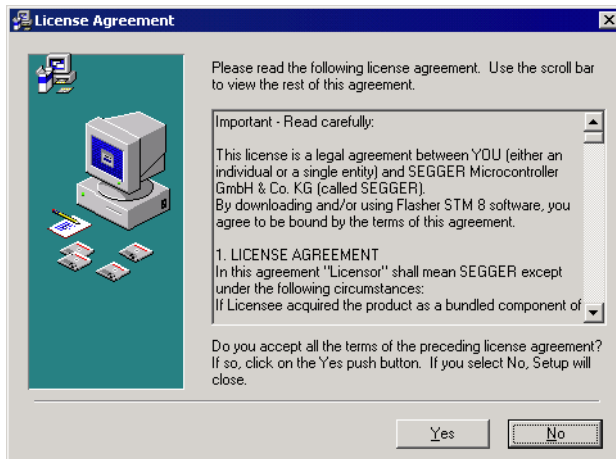 License Agreement
Please read the following license agreement. Use the scroll bar
to view the rest of this agreement.
Important - Read carefully:
This license is a legal agreement between YOU (either an
individual or a single entity) and SEGGER Microcontroller
GmbH & Co. KG (called SEGGER).
By downloading and/or using Flasher STM 8 software, you
agree to be bound by the terms of this agreement.
1. LICENSE AGREEMENT
In this agreement "Licensor" shall mean SEGGER except
under the following circumstances:
If Licensee acquired the product as a bundled component of
Do you accept all the terms of the preceding license agreement?
If so, click on the Yes push button. If you select No, Setup will
close.
Yes
No